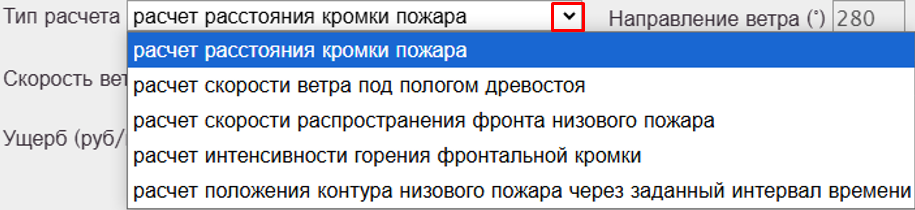 Тип расчета расчет расстояния кромки пожара Направление ветра (°) 280
расчет расстояния кромки пожара
Скорость вет расчет скорости ветра под пологом древостоя
расчет скорости распространения фронта низового пожара
Ущерб (руб/ расчет интенсивности горения фронтальной кромки
расчет положения контура низового пожара через заданный интервал времени